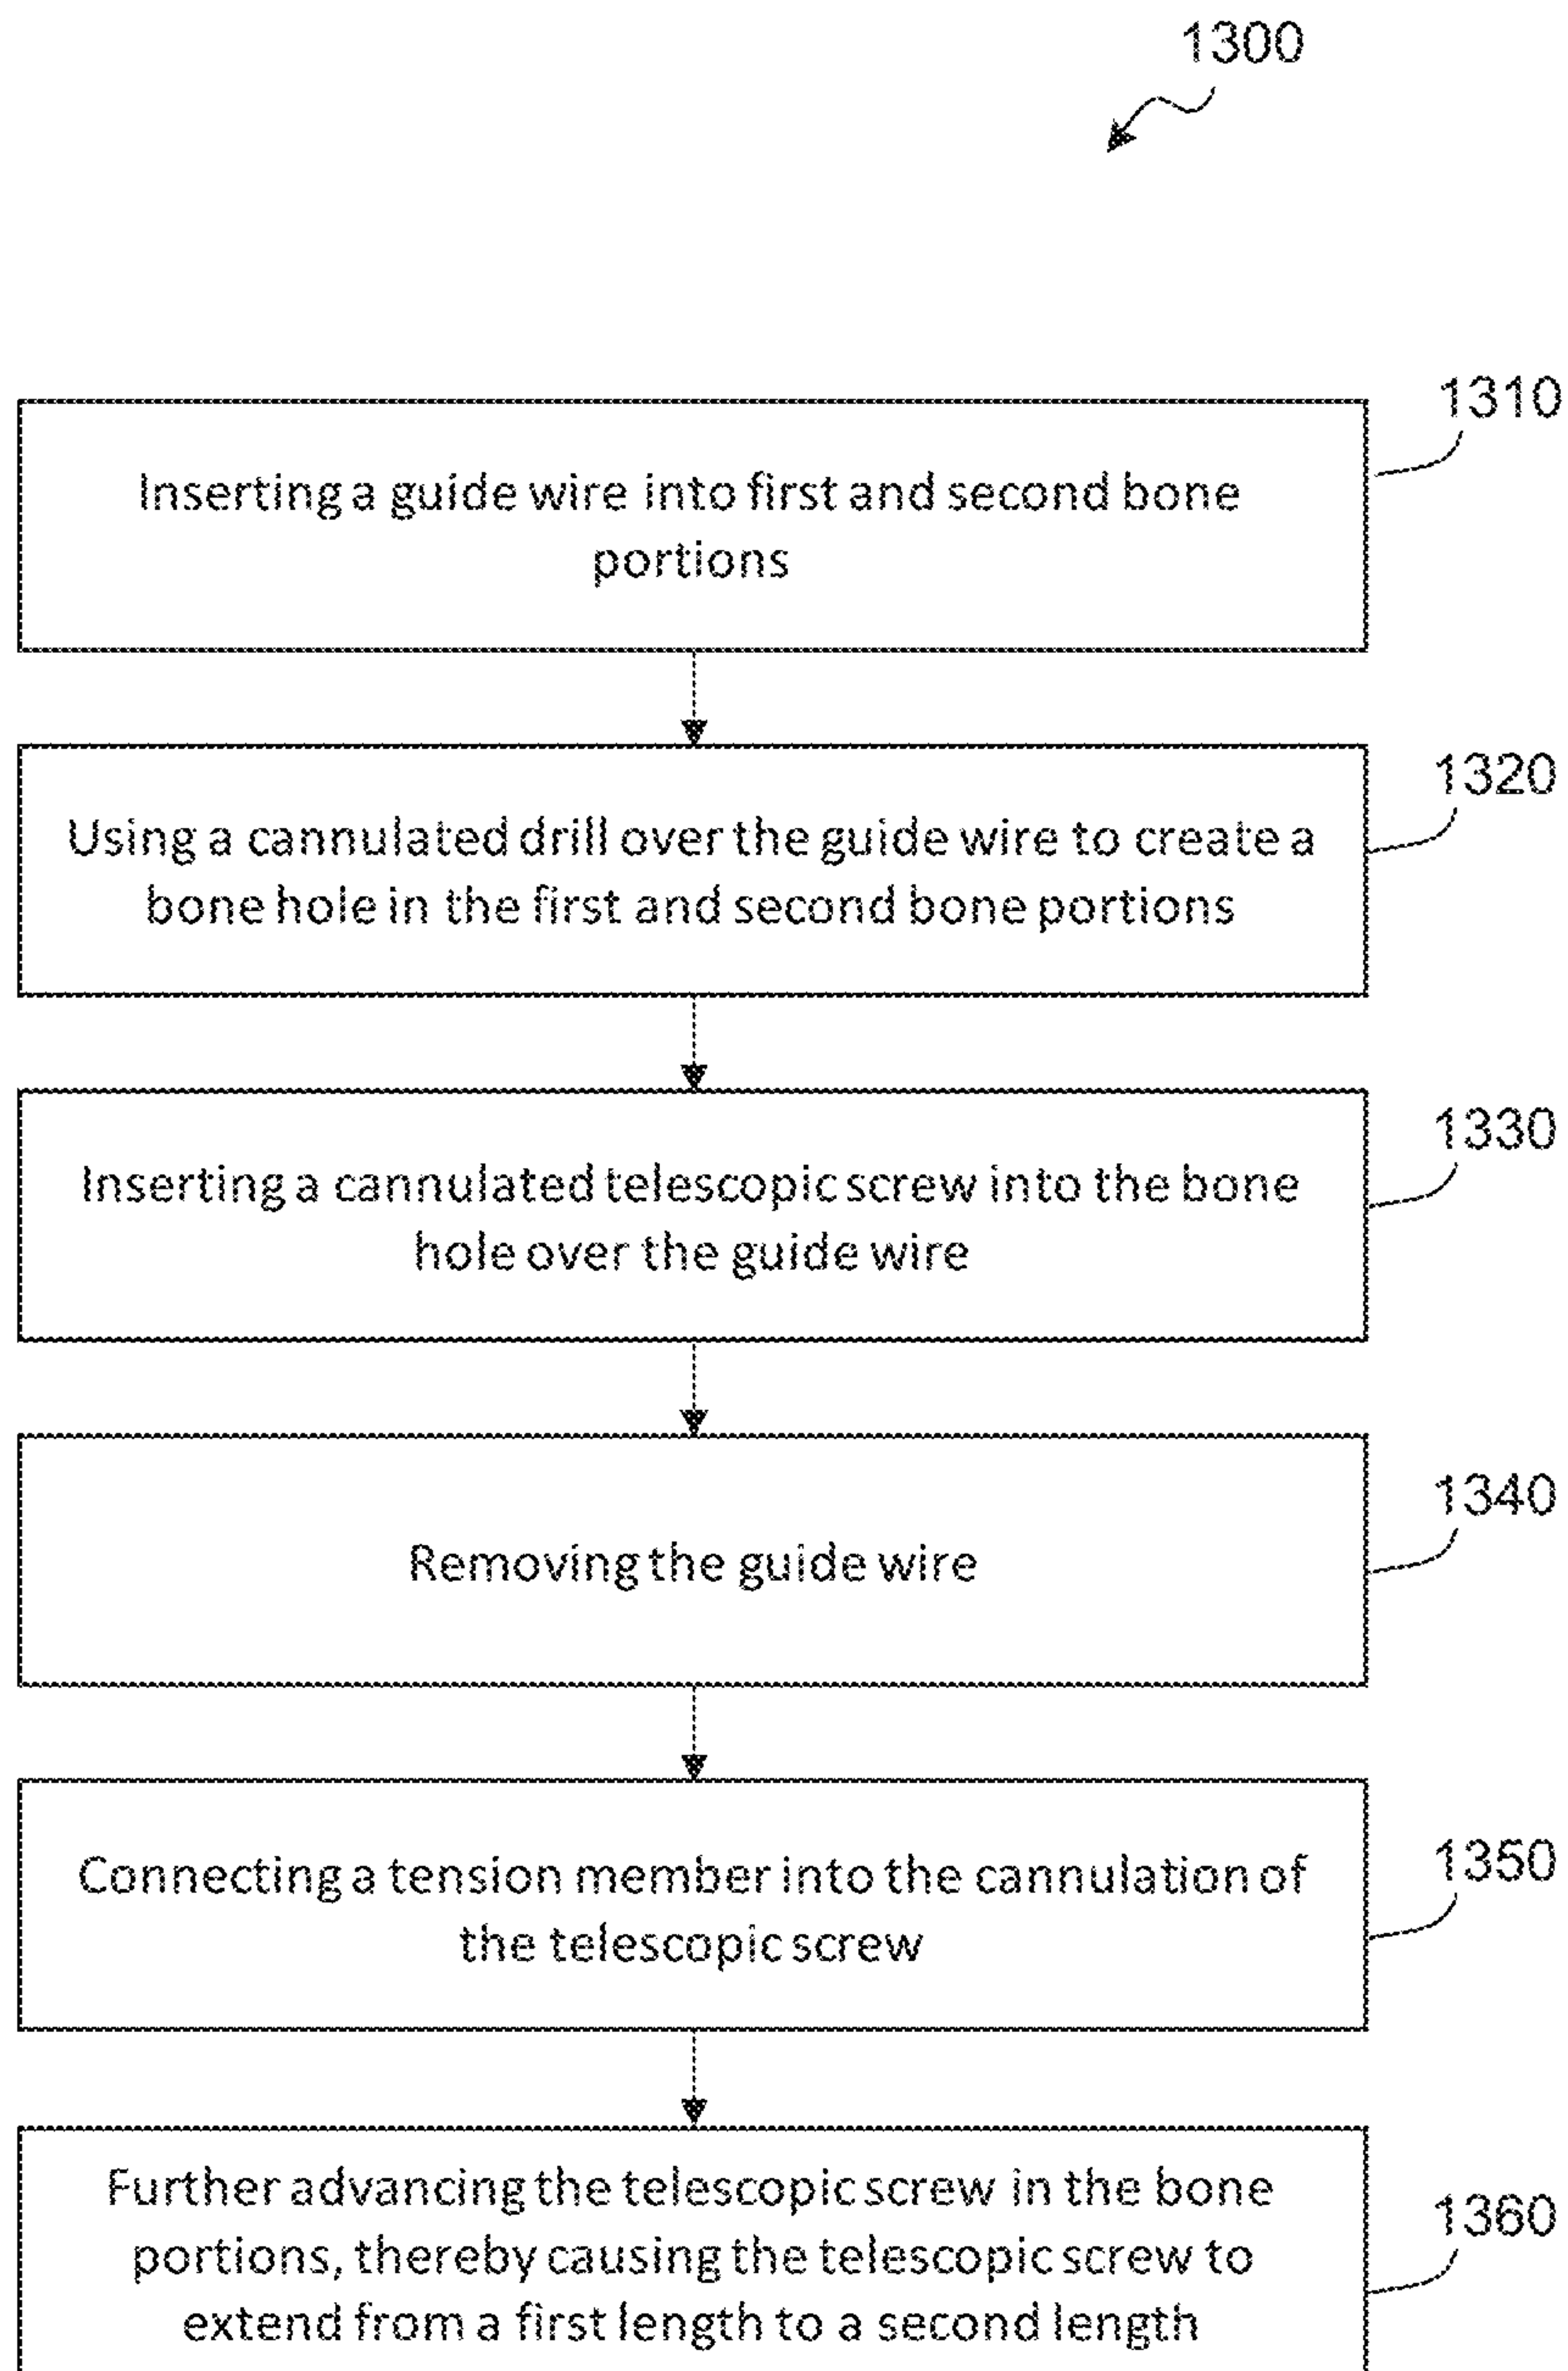 1300
1310
Inserting a guide wire into first and second bone
portions
1320
Using a cannulated drill over the guide wire to create a
bone hole in the first and second bone portions
1330
Inserting a cannulated telescopic screw into the bone
hole over the guide wire
1340
Removing the guide wire
1350
Connecting a tension member into the cannulation of
the telescopic screw
1360
Further advancing the telescopic screw in the bone
portions, thereby causing the telescopic screw to
extend from a first length to a second length